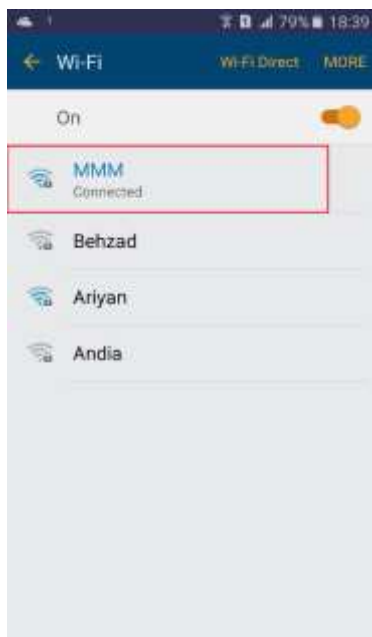 79% 18:39
Wi-Fi Wi-Fi Direct MORE
On
MMM
Connected
Behzad
Ariyan
Andia